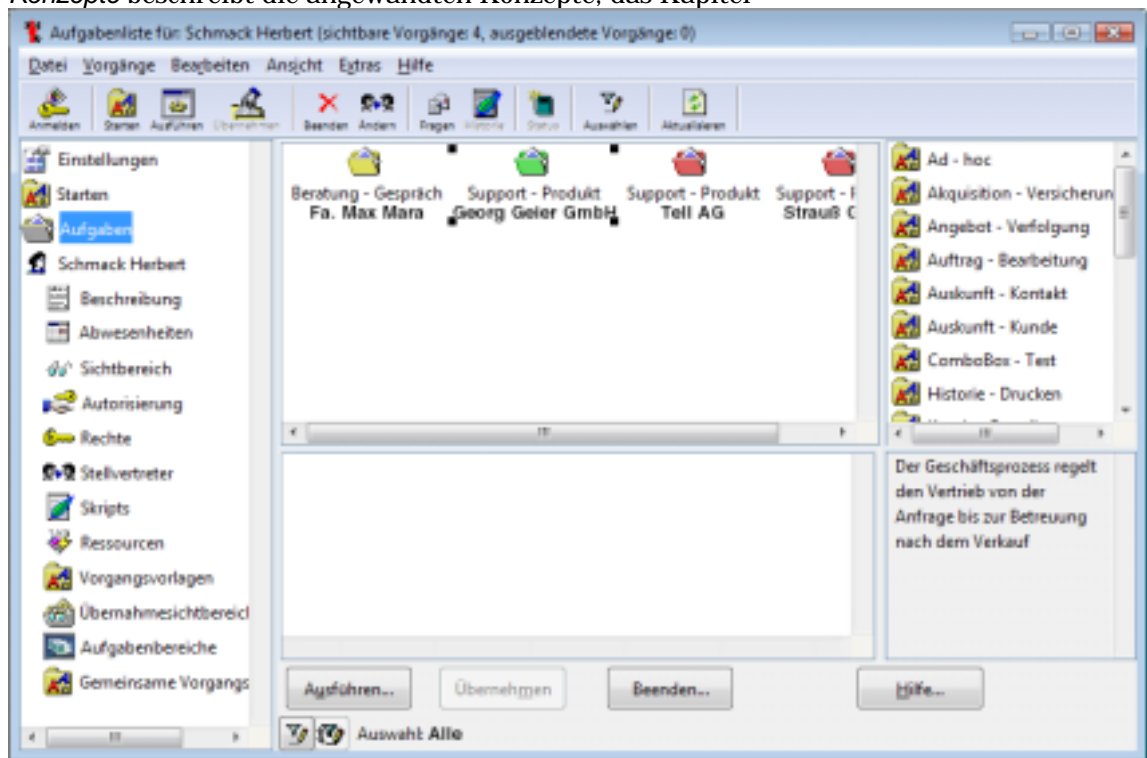 Konzepte beschreibt die angewandten Konzepte, das Kapitel
Aufgabenliste für: Schmack Herbert (sichtbare Vorgänge: 4, ausgeblendete Vorgänge: 0)
Datei Vorgänge Bearbeiten Ansicht Extras Hilfe
Anmelden Starten Ausführen Übernehmen Beenden Ändern Fragen Historie Status Auswählen Aktualisieren
Einstellungen
Starten
Aufgaben
Schmack Herbert
Beschreibung
Abwesenheiten
Sichtbereich
Autorisierung
Rechte
Stellvertreter
Skripts
Ressourcen
Vorgangsvorlagen
Übernahmesichtbereicl
Aufgabenbereiche
Gemeinsame Vorgangs
Beratung - Gespräch
Fa. Max Mara
Support - Produkt
Georg Geier GmbH
Support - Produkt
Tell AG
Support - F
Strauß C
Ad - hoc
Akquisition - Versicherun
Angebot - Verfolgung
Auftrag - Bearbeitung
Auskunft - Kontakt
Auskunft - Kunde
ComboBox - Test
Historie - Drucken
Der Geschäftsprozess regelt
den Vertrieb von der
Anfrage bis zur Betreuung
nach dem Verkauf
Ausführen... Übernehmen Beenden... Hilfe...
Auswahl: Alle